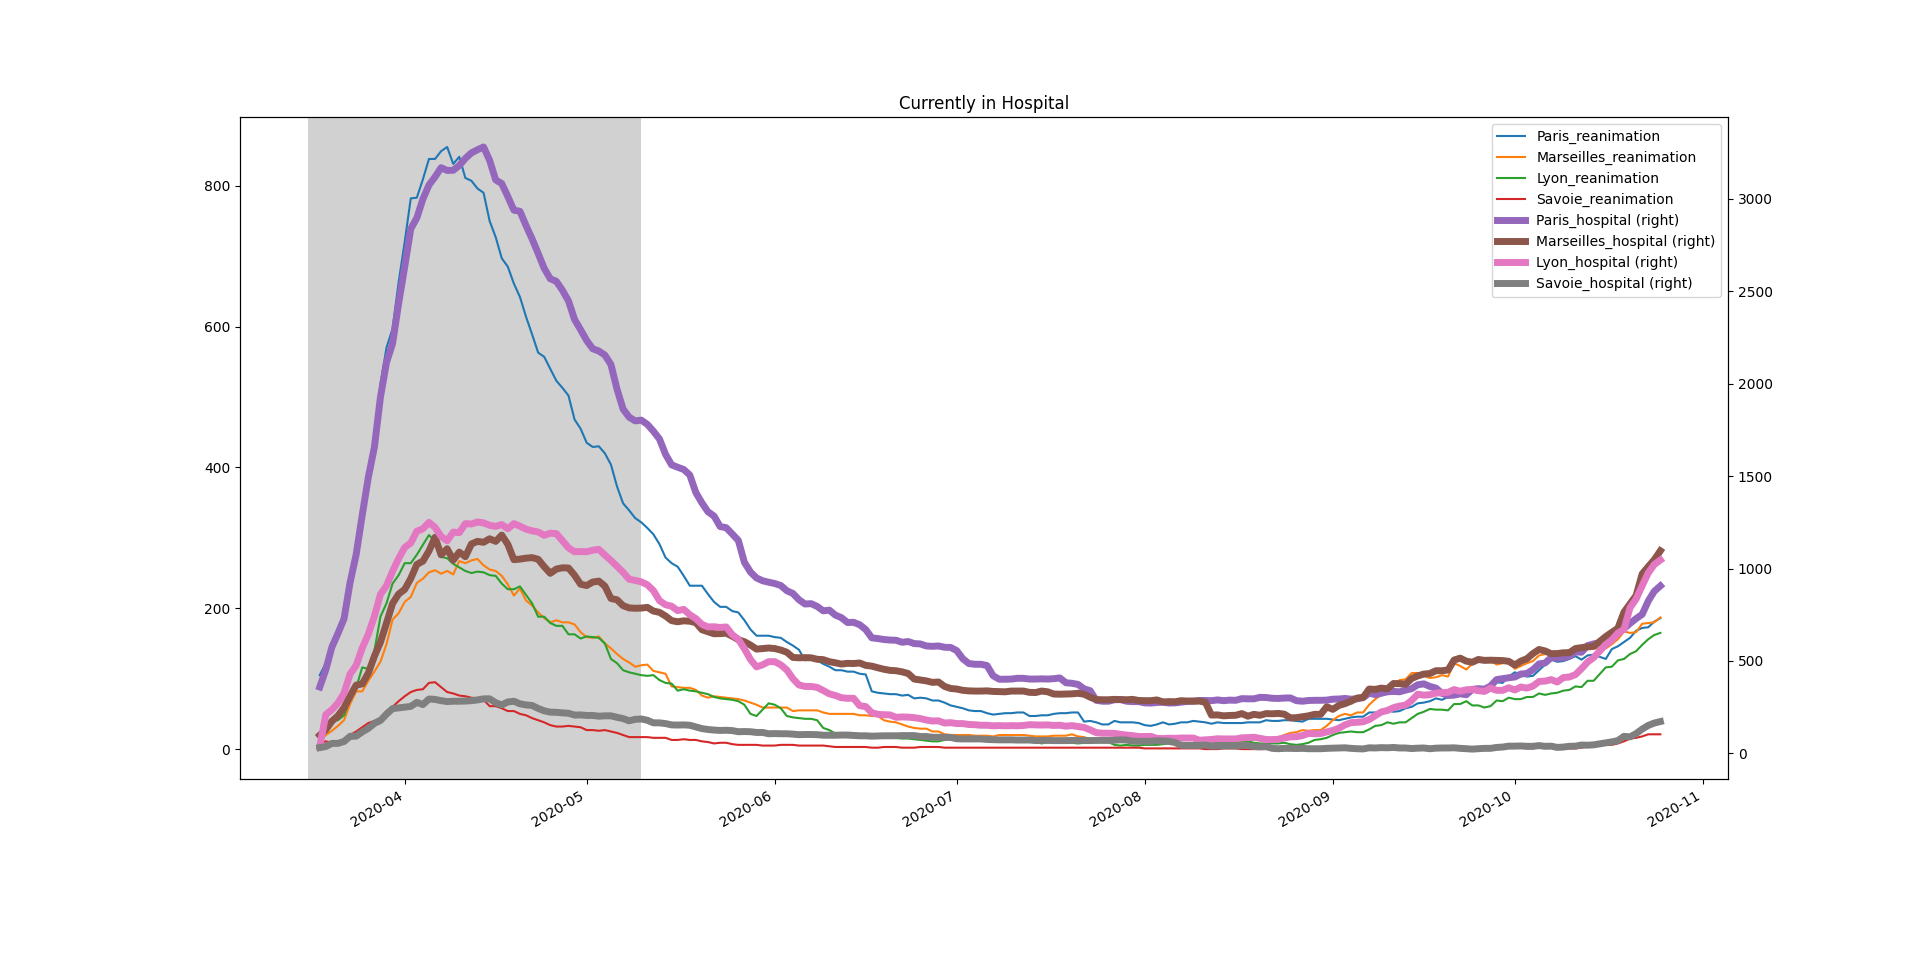 Currently in Hospital
Paris_reanimation
Marseilles_reanimation
Lyon_reanimation
Savoie_reanimation
Paris_hospital (right)
Marseilles_hospital (right)
Lyon_hospital (right)
Savoie_hospital (right)
800
600
400
200
0
3000
2500
2000
1500
1000
500
0
2020-04
2020-05
2020-06
2020-07
2020-08
2020-09
2020-10
2020-11